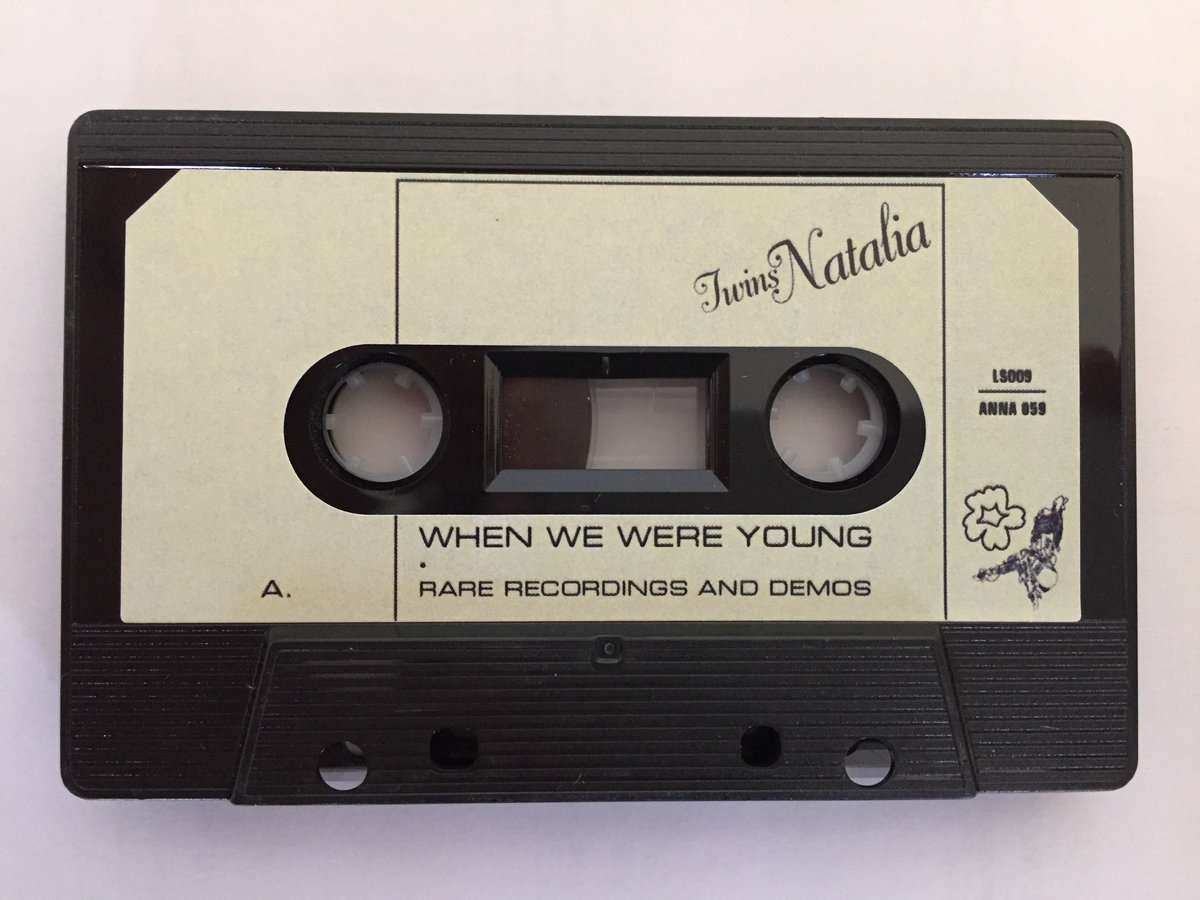 Twins Natalia
LS009
ANNA 059
WHEN WE WERE YOUNG
A.
RARE RECORDINGS AND DEMOS